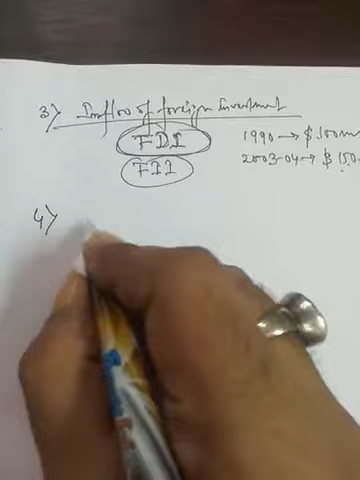 3) Inflow of foreign Investment
FDI 1990 → $ 100m
FII 2003-04 → $ 150
4)